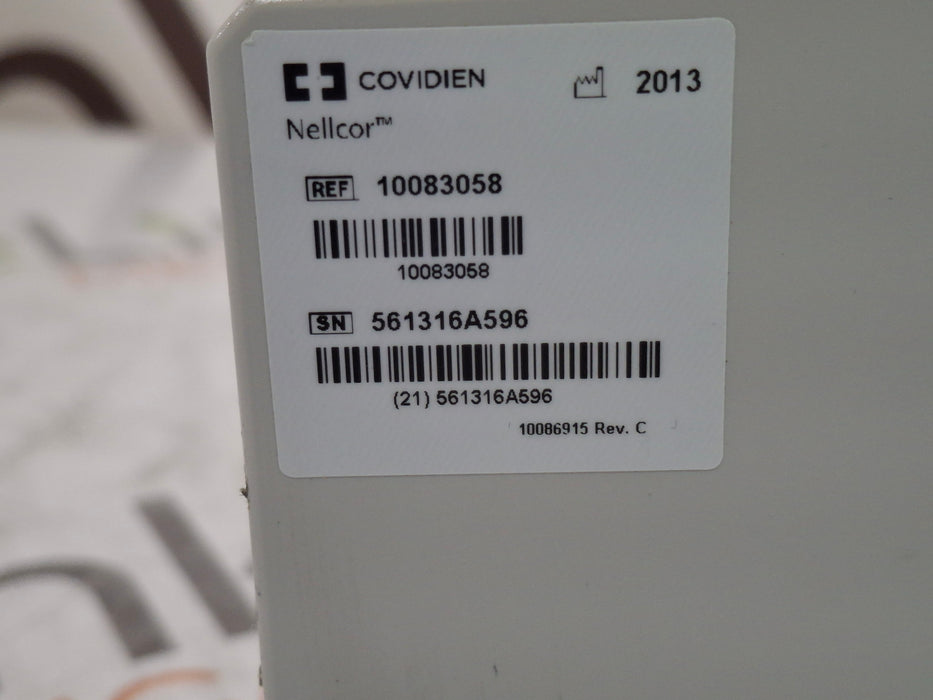 COVIDIEN 2013
Nellcor™
REF 10083058
10083058
SN 561316A596
(21) 561316A596
10086915 Rev. C